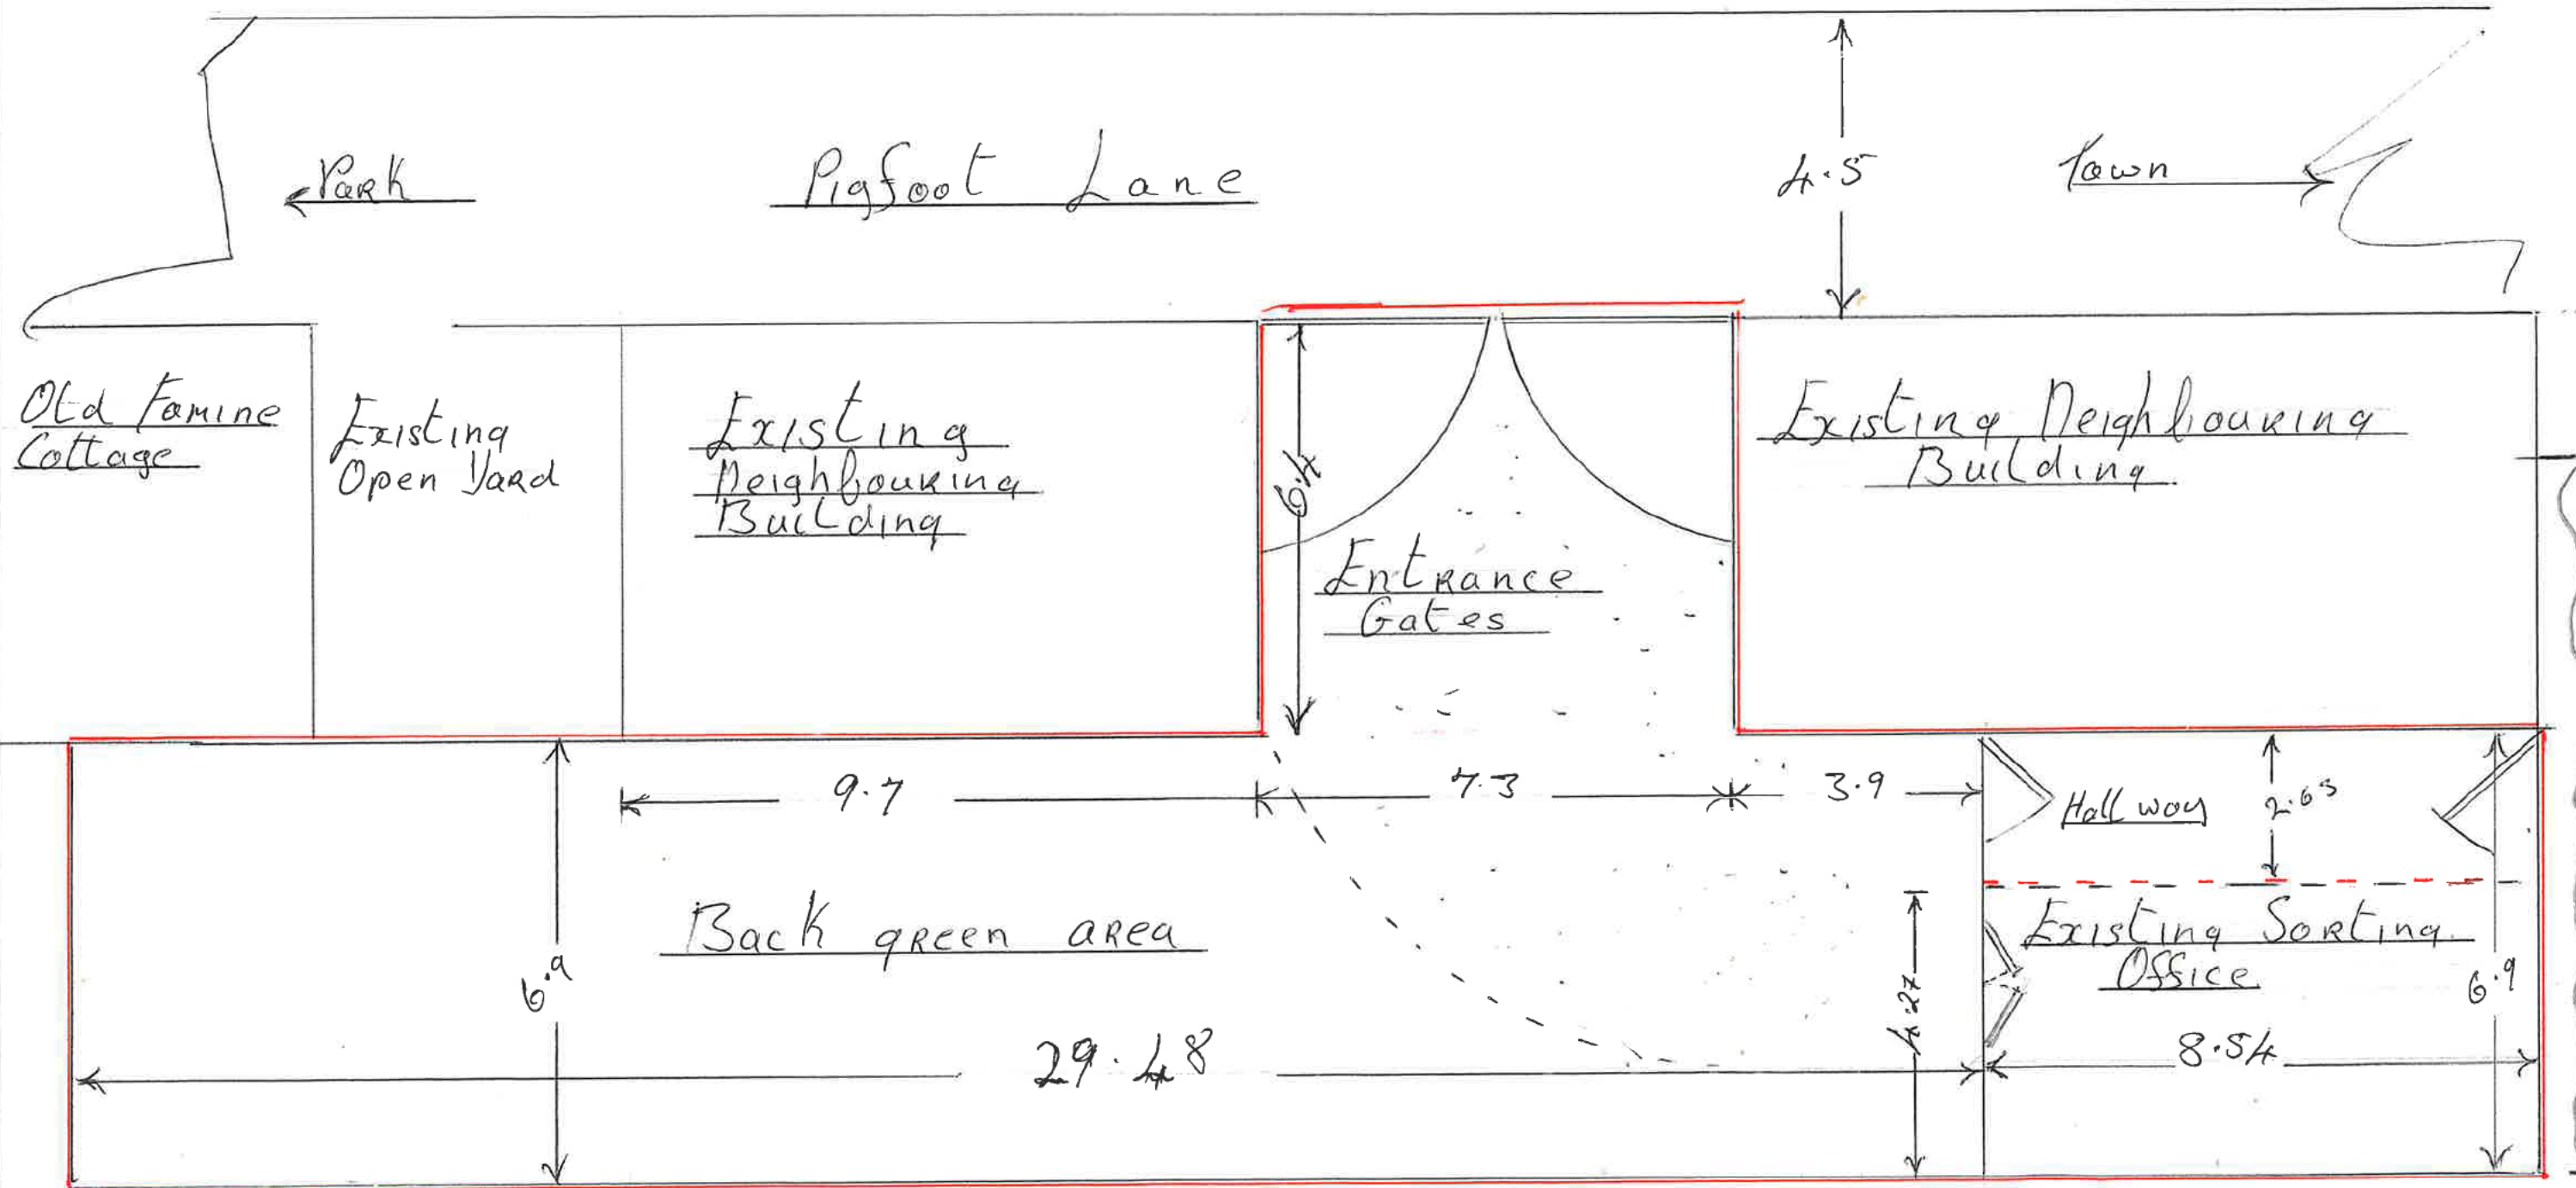 Park
Pigfoot Lane
4.5
Town
Old Famine
Cottage
Existing
Open Yard
Existing
Neighbouring
Building
6.4
Entrance
Gates
Existing Neighbouring
Building
9.7
7.3
3.9
Hall way
2.63
Back green area
6.9
Existing Sorting
Office
4.27
6.9
29.48
8.54